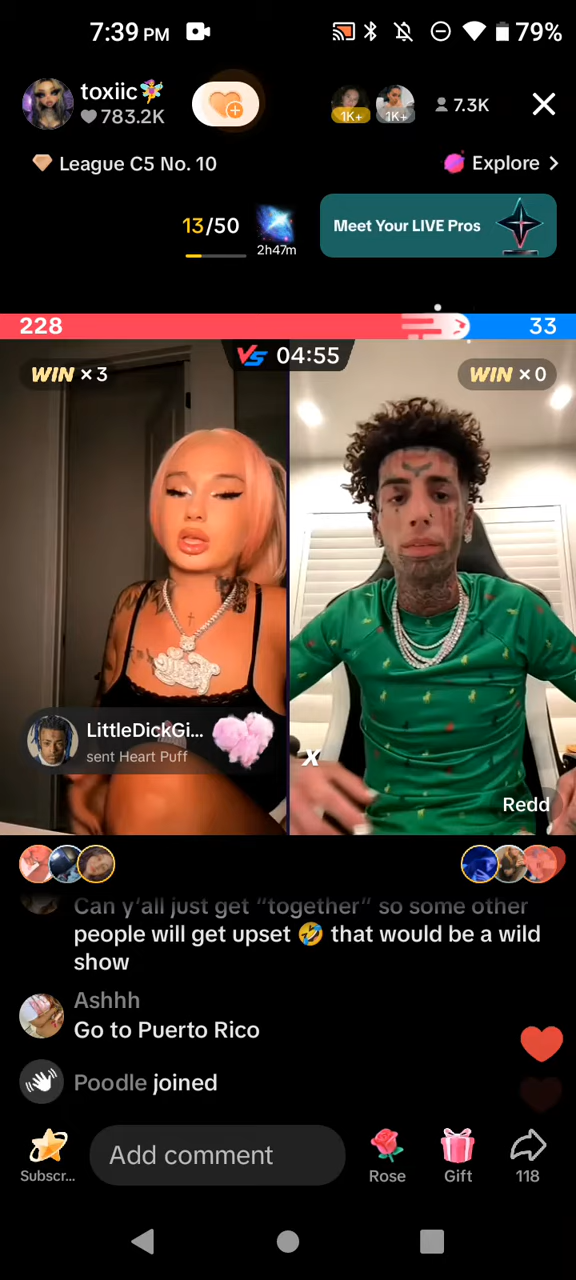 7:39 PM
79%
toxiic
783.2K
1K+
1K+
7.3K
League C5 No. 10
Explore >
13/50
2h47m
Meet Your LIVE Pros
228
33
VS 04:55
WIN × 3
WIN × 0
LittleDickGi...
sent Heart Puff
X
Redd
Can y'all just get "together" so some other
people will get upset 🤣 that would be a wild
show
Ashhh
Go to Puerto Rico
Poodle joined
Subscr...
Add comment
Rose
Gift
118